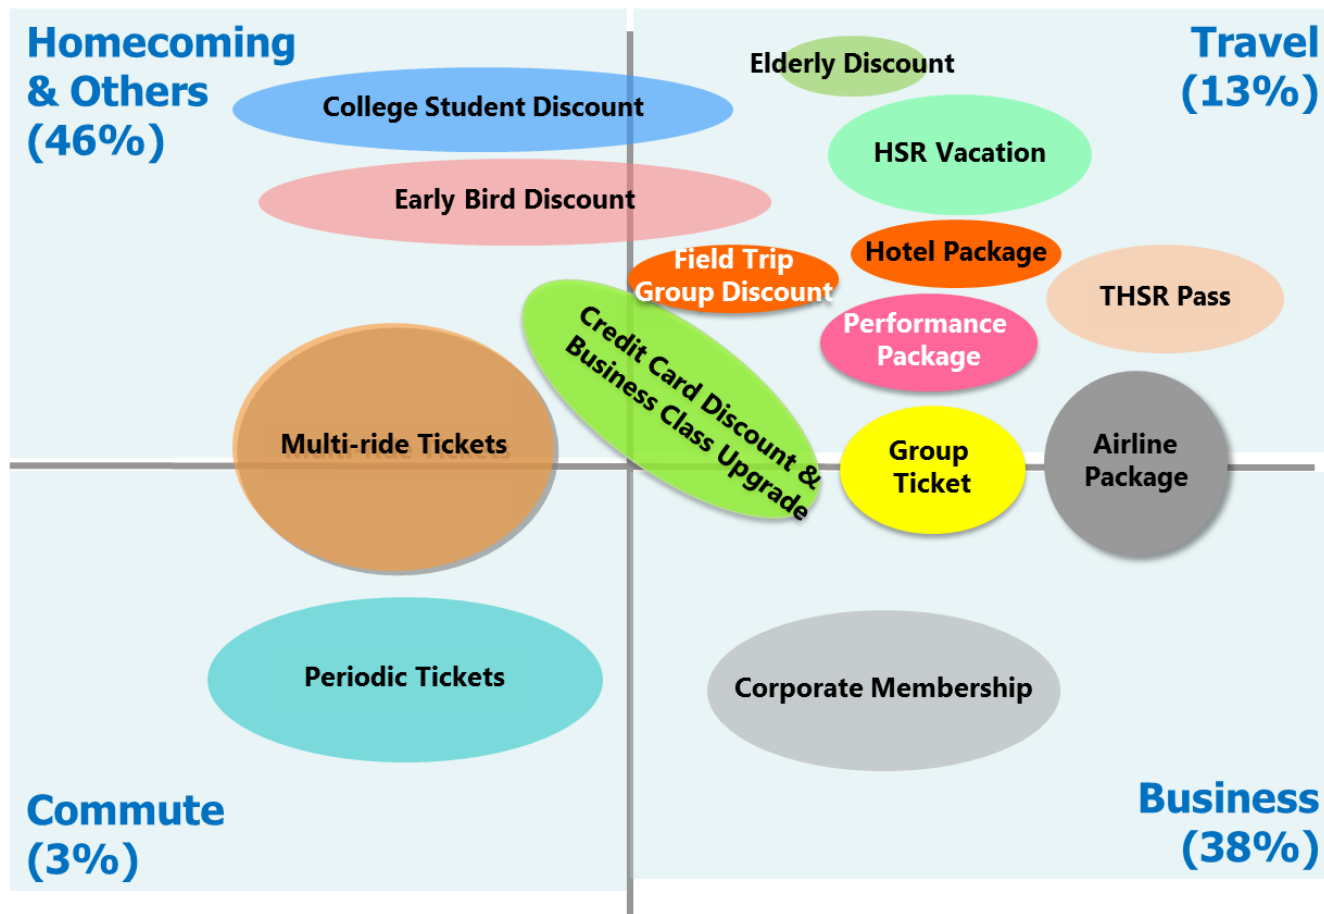 Homecoming
& Others
(46%)
Travel
(13%)
Elderly Discount
College Student Discount
HSR Vacation
Early Bird Discount
Field Trip
Group Discount
Hotel Package
THSR Pass
Performance
Package
Credit Card Discount &
Business Class Upgrade
Multi-ride Tickets
Group
Ticket
Airline
Package
Periodic Tickets
Corporate Membership
Commute
(3%)
Business
(38%)